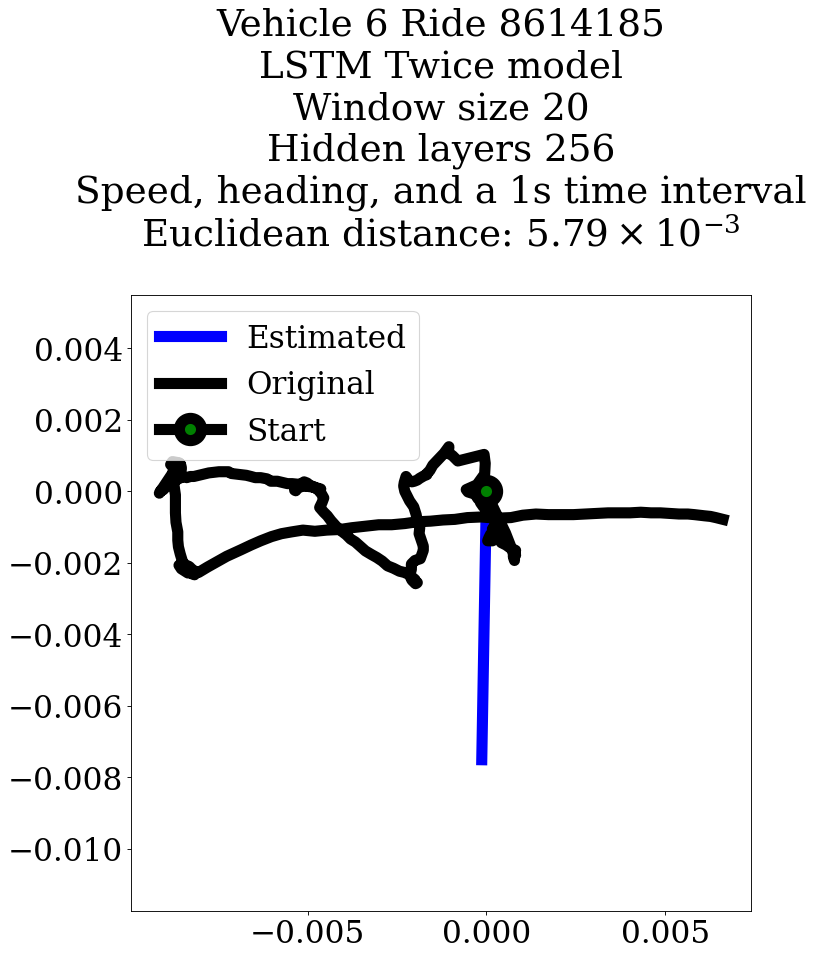 Vehicle 6 Ride 8614185
LSTM Twice model
Window size 20
Hidden layers 256
Speed, heading, and a 1s time interval
Euclidean distance: 5.79 × 10⁻³
Estimated
Original
Start
0.004
0.002
0.000
−0.002
−0.004
−0.006
−0.008
−0.010
−0.005 0.000 0.005